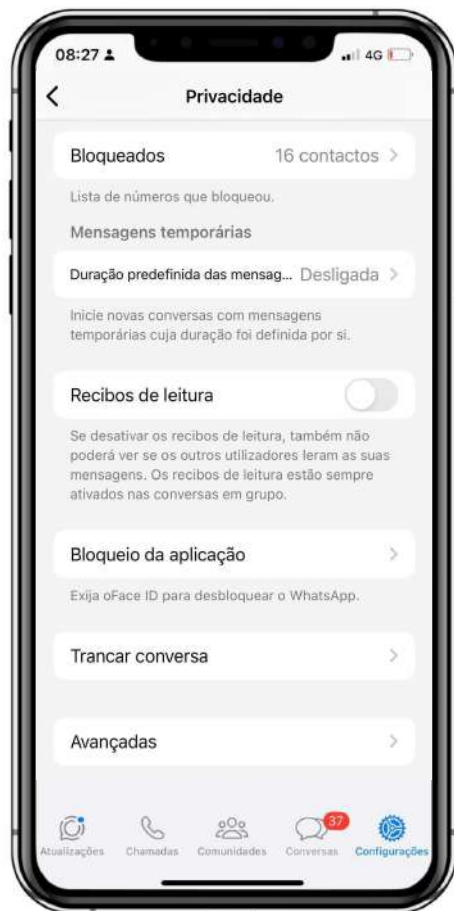 08:27
4G
Privacidade
Bloqueados 16 contactos
Lista de números que bloqueou.
Mensagens temporárias
Duração predefinida das mensag... Desligada
Inicie novas conversas com mensagens
temporárias cuja duração foi definida por si.
Recibos de leitura
Se desativar os recibos de leitura, também não
poderá ver se os outros utilizadores leram as suas
mensagens. Os recibos de leitura estão sempre
ativados nas conversas em grupo.
Bloqueio da aplicação
Exija oFace ID para desbloquear o WhatsApp.
Trancar conversa
Avançadas
37
Atualizações Chamadas Comunidades Conversas Configurações